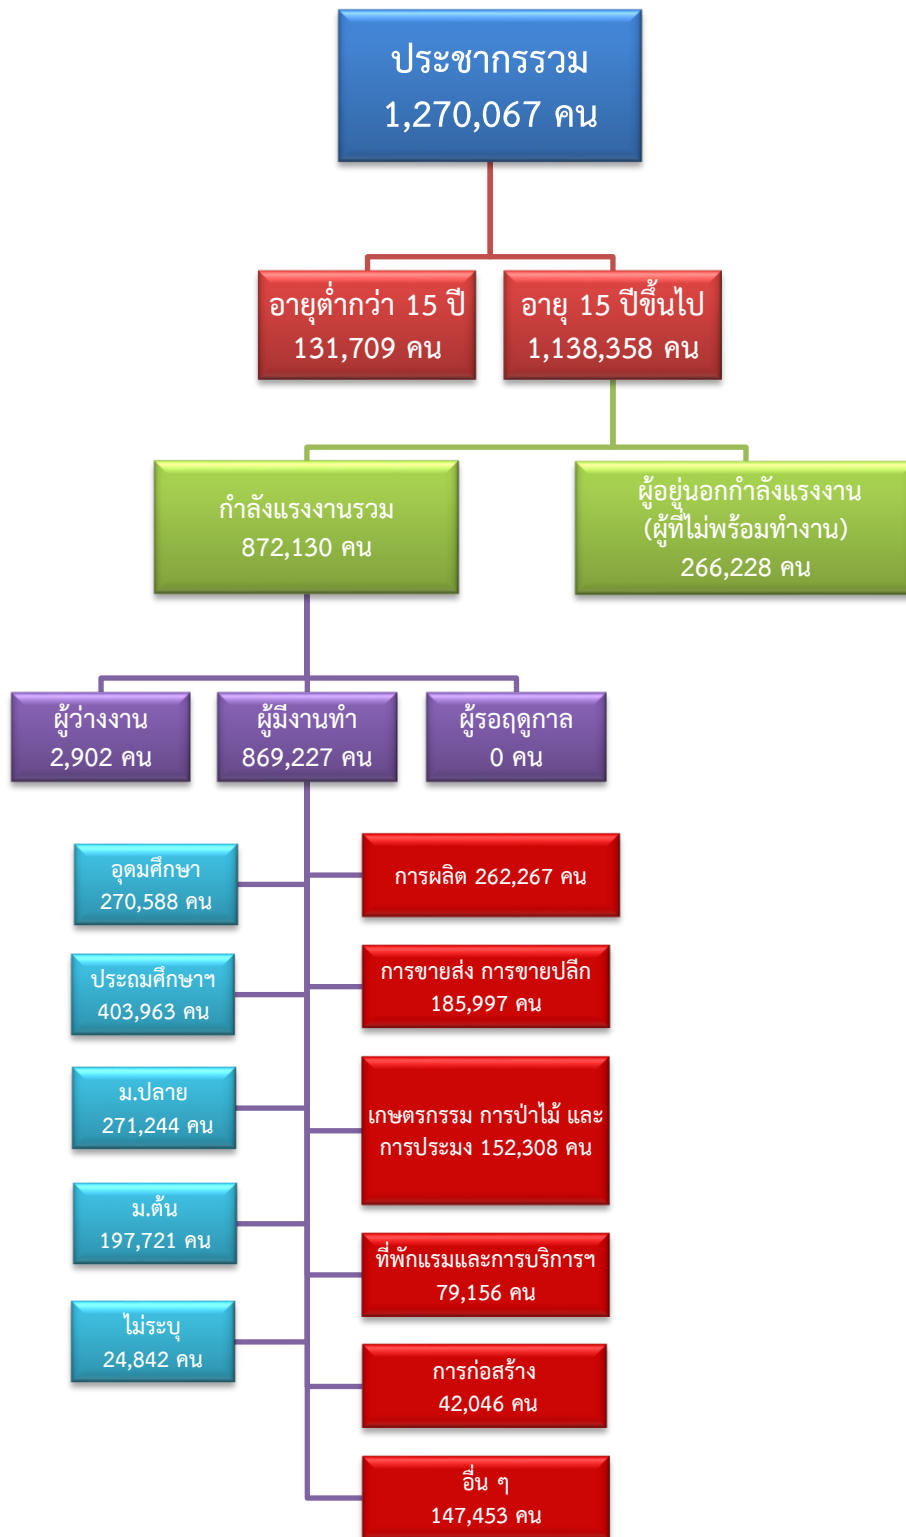 ประชากรรวม
1,270,067 คน
อายุต่ำกว่า 15 ปี
131,709 คน
อายุ 15 ปีขึ้นไป
1,138,358 คน
กำลังแรงงานรวม
872,130 คน
ผู้อยู่นอกกำลังแรงงาน
(ผู้ที่ไม่พร้อมทำงาน)
266,228 คน
ผู้ว่างงาน
2,902 คน
ผู้มีงานทำ
869,227 คน
ผู้รอฤดูกาล
0 คน
อุดมศึกษา
270,588 คน
ประถมศึกษาฯ
403,963 คน
ม.ปลาย
271,244 คน
ม.ต้น
197,721 คน
ไม่ระบุ
24,842 คน
การผลิต 262,267 คน
การขายส่ง การขายปลีก
185,997 คน
เกษตรกรรม การป่าไม้ และ
การประมง 152,308 คน
ที่พักแรมและการบริการฯ
79,156 คน
การก่อสร้าง
42,046 คน
อื่น ๆ
147,453 คน